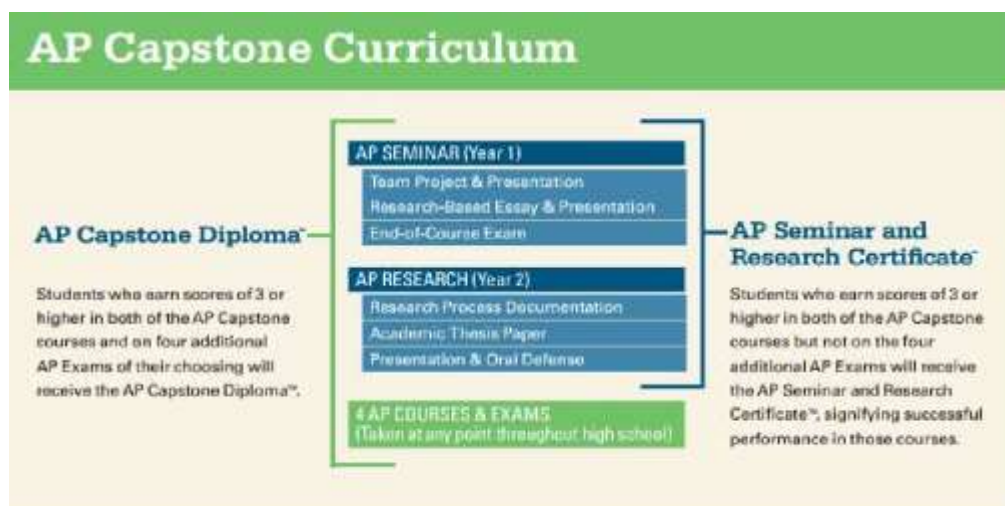 AP Capstone Curriculum
AP Capstone Diploma™
Students who earn scores of 3 or
higher in both of the AP Capstone
courses and on four additional
AP Exams of their choosing will
receive the AP Capstone Diploma™.
AP SEMINAR (Year 1)
Team Project & Presentation
Research-Based Essay & Presentation
End-of-Course Exam
AP RESEARCH (Year 2)
Research Process Documentation
Academic Thesis Paper
Presentation & Oral Defense
4 AP COURSES & EXAMS
(Taken at any point throughout high school)
AP Seminar and
Research Certificate™
Students who earn scores of 3 or
higher in both of the AP Capstone
courses but not on the four
additional AP Exams will receive
the AP Seminar and Research
Certificate™, signifying successful
performance in those courses.